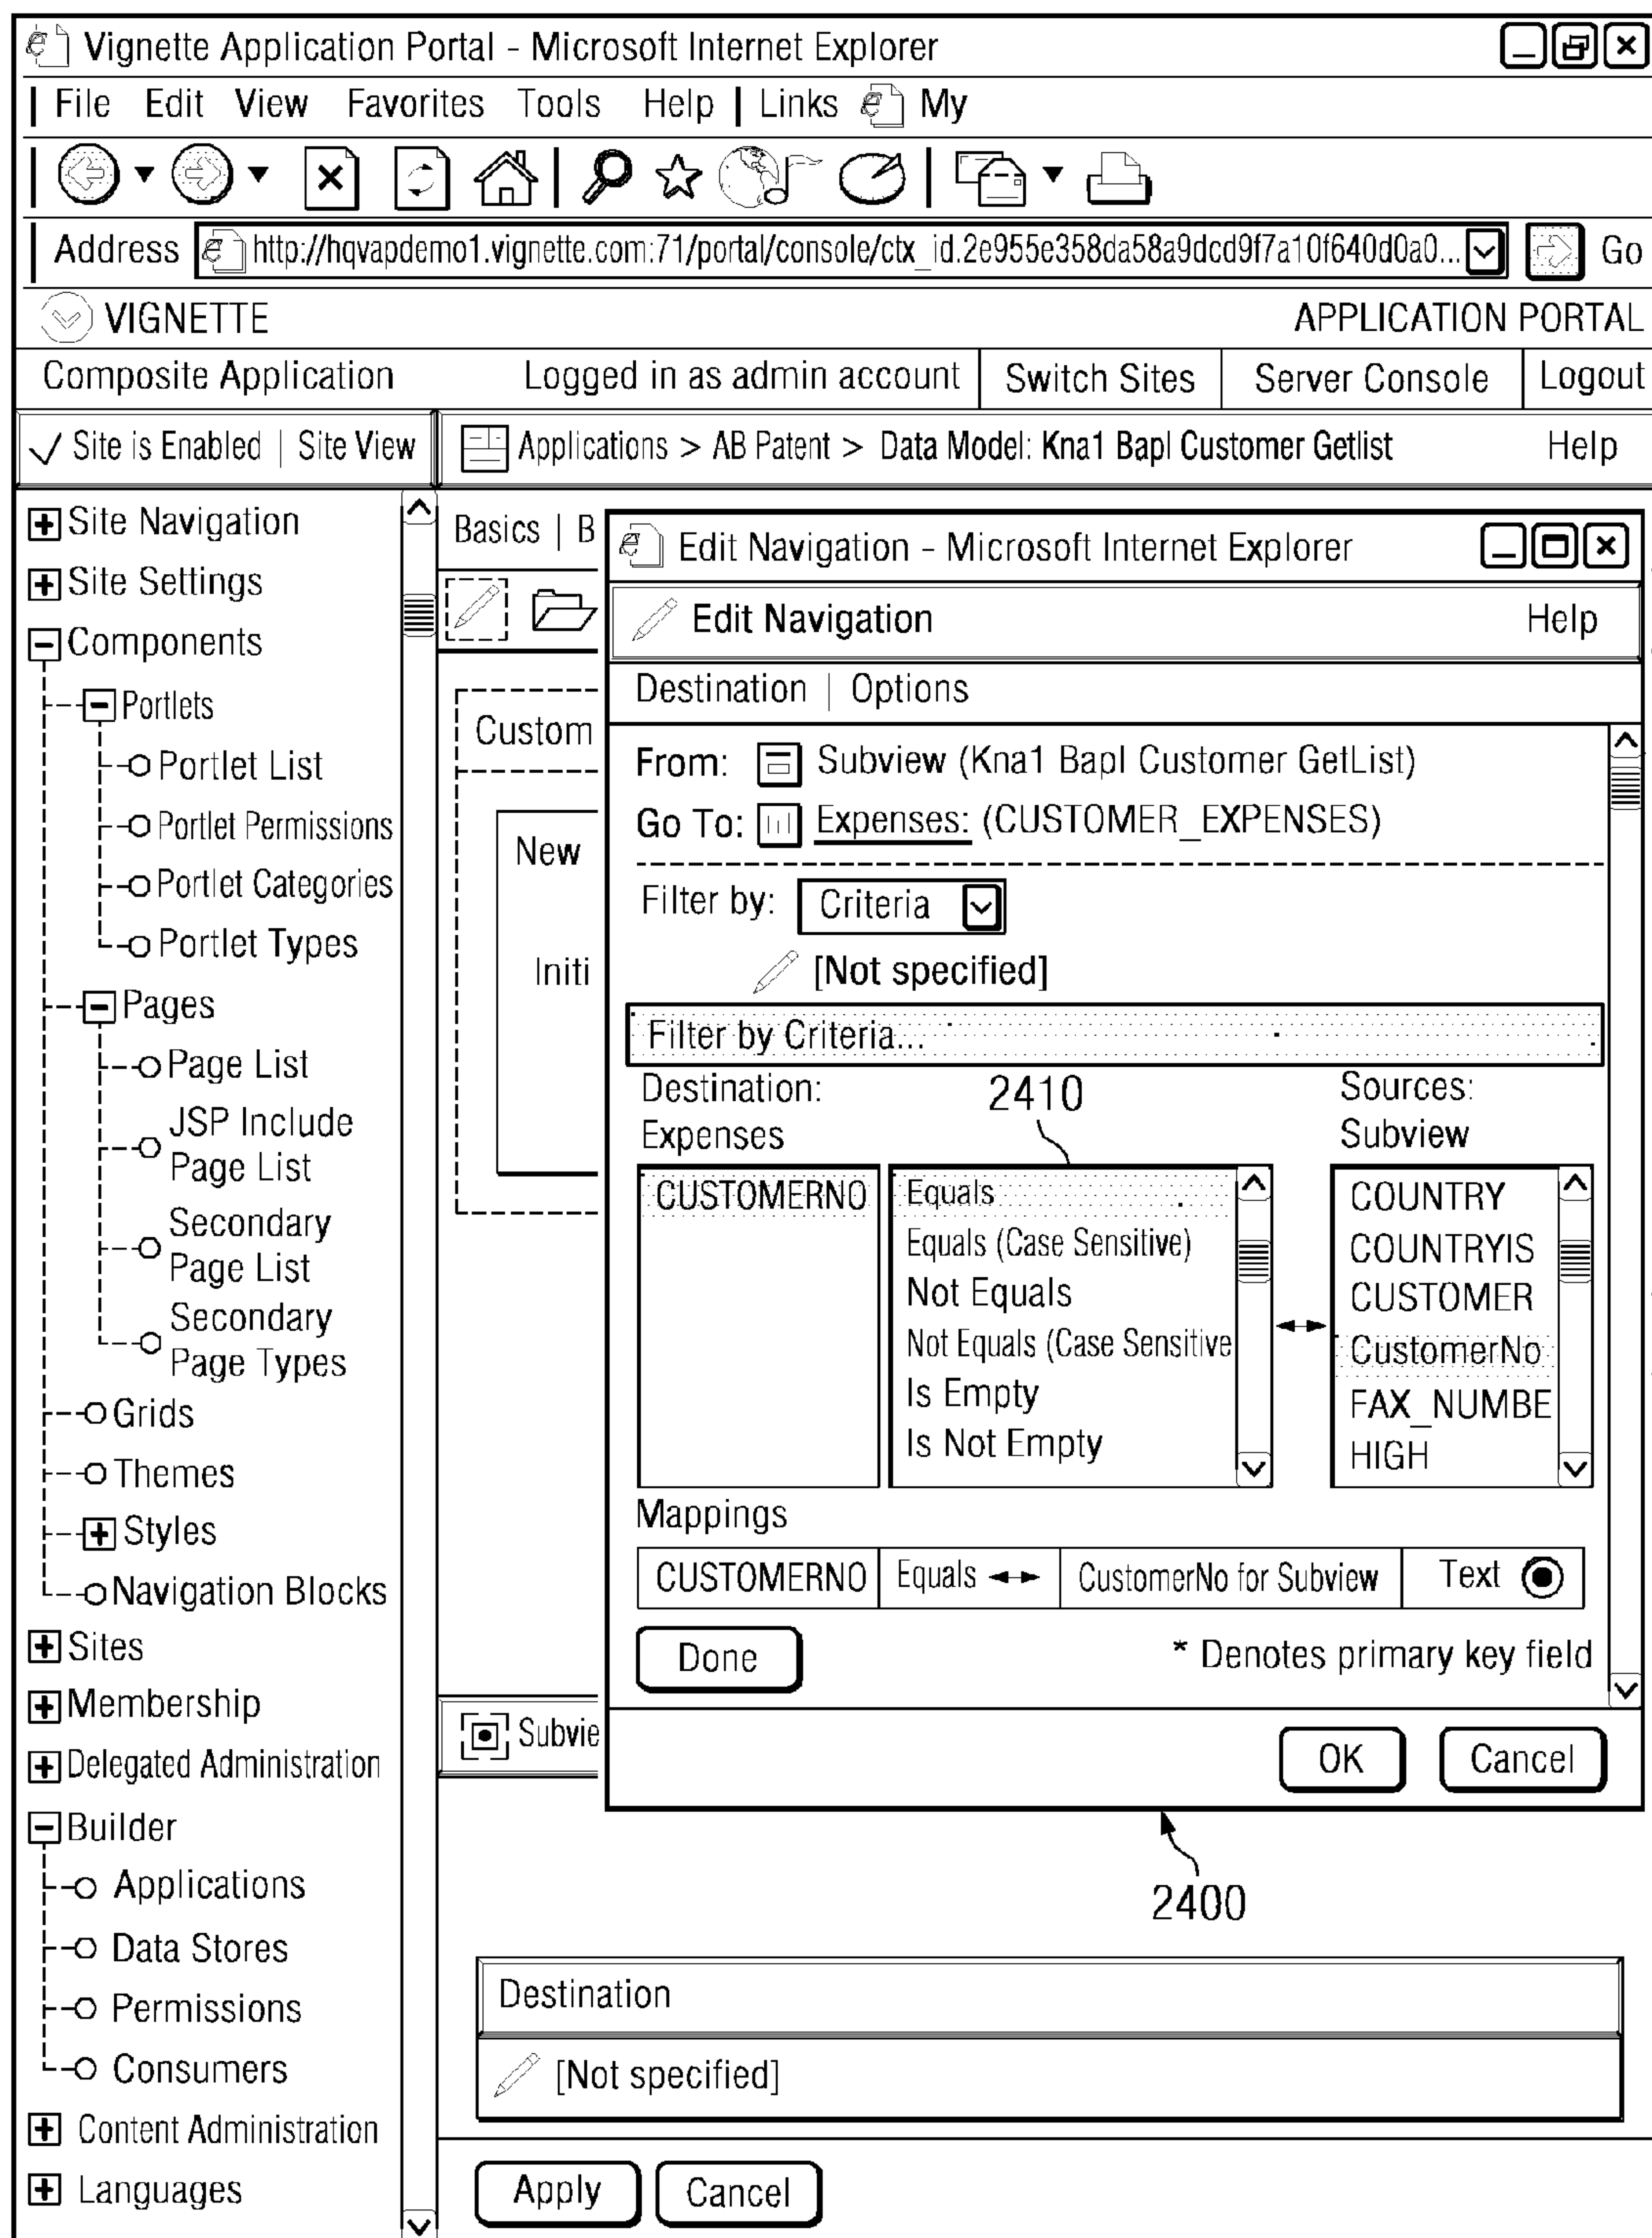 Vignette Application Portal - Microsoft Internet Explorer
File Edit View Favorites Tools Help | Links My
Address http://hqvapdemo1.vignette.com:71/portal/console/ctx_id.2e955e358da58a9dcd9f7a10f640d0a0... Go
VIGNETTE APPLICATION PORTAL
Composite Application Logged in as admin account Switch Sites Server Console Logout
Site is Enabled | Site View Applications > AB Patent > Data Model: Kna1 Bapl Customer Getlist Help
Site Navigation
Site Settings
Components
Portlets
Portlet List
Portlet Permissions
Portlet Categories
Portlet Types
Pages
Page List
JSP Include
Page List
Secondary
Page List
Secondary
Page Types
Grids
Themes
Styles
Navigation Blocks
Sites
Membership
Delegated Administration
Builder
Applications
Data Stores
Permissions
Consumers
Content Administration
Languages
Basics | B
Custom
New
Initi
Subvie
Edit Navigation - Microsoft Internet Explorer
Edit Navigation Help
Destination | Options
From: Subview (Kna1 Bapl Customer GetList)
Go To: Expenses: (CUSTOMER_EXPENSES)
Filter by: Criteria
[Not specified]
Filter by Criteria...
Destination: 2410 Sources:
Expenses Subview
CUSTOMERNO Equals COUNTRY
Equals (Case Sensitive) COUNTRYIS
Not Equals CUSTOMER
Not Equals (Case Sensitive CustomerNo
Is Empty FAX_NUMBE
Is Not Empty HIGH
Mappings
CUSTOMERNO Equals CustomerNo for Subview Text
Done * Denotes primary key field
OK Cancel
2400
Destination
[Not specified]
Apply Cancel